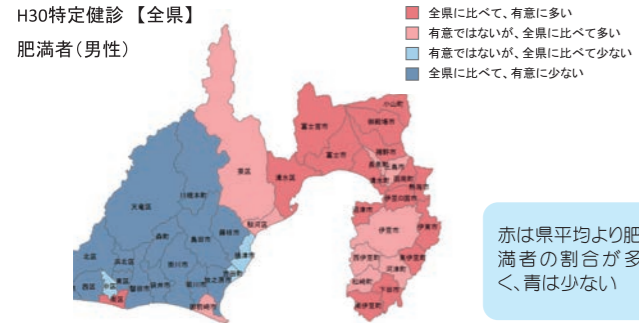 H30特定健診 【全県】
肥満者(男性)
全県に比べて、有意に多い
有意ではないが、全県に比べて多い
有意ではないが、全県に比べて少ない
全県に比べて、有意に少ない
小山町
御殿場市
富士宮市
裾野市
富士市
長泉町
三島市
清水町
函南町
熱海市
葵区
清水区
伊豆の国市
川根本町
沼津市
駿河区
伊東市
天竜区
伊豆市
藤枝市
島田市
森町
焼津市
西伊豆町
東伊豆町
北区
浜北区
掛川市
吉田町
河津町
松崎町
西区
中区
東区
磐田市
袋井市
菊川市
牧之原市
下田市
南区
御前崎市
南伊豆町
赤は県平均より肥
満者の割合が多
く、青は少ない